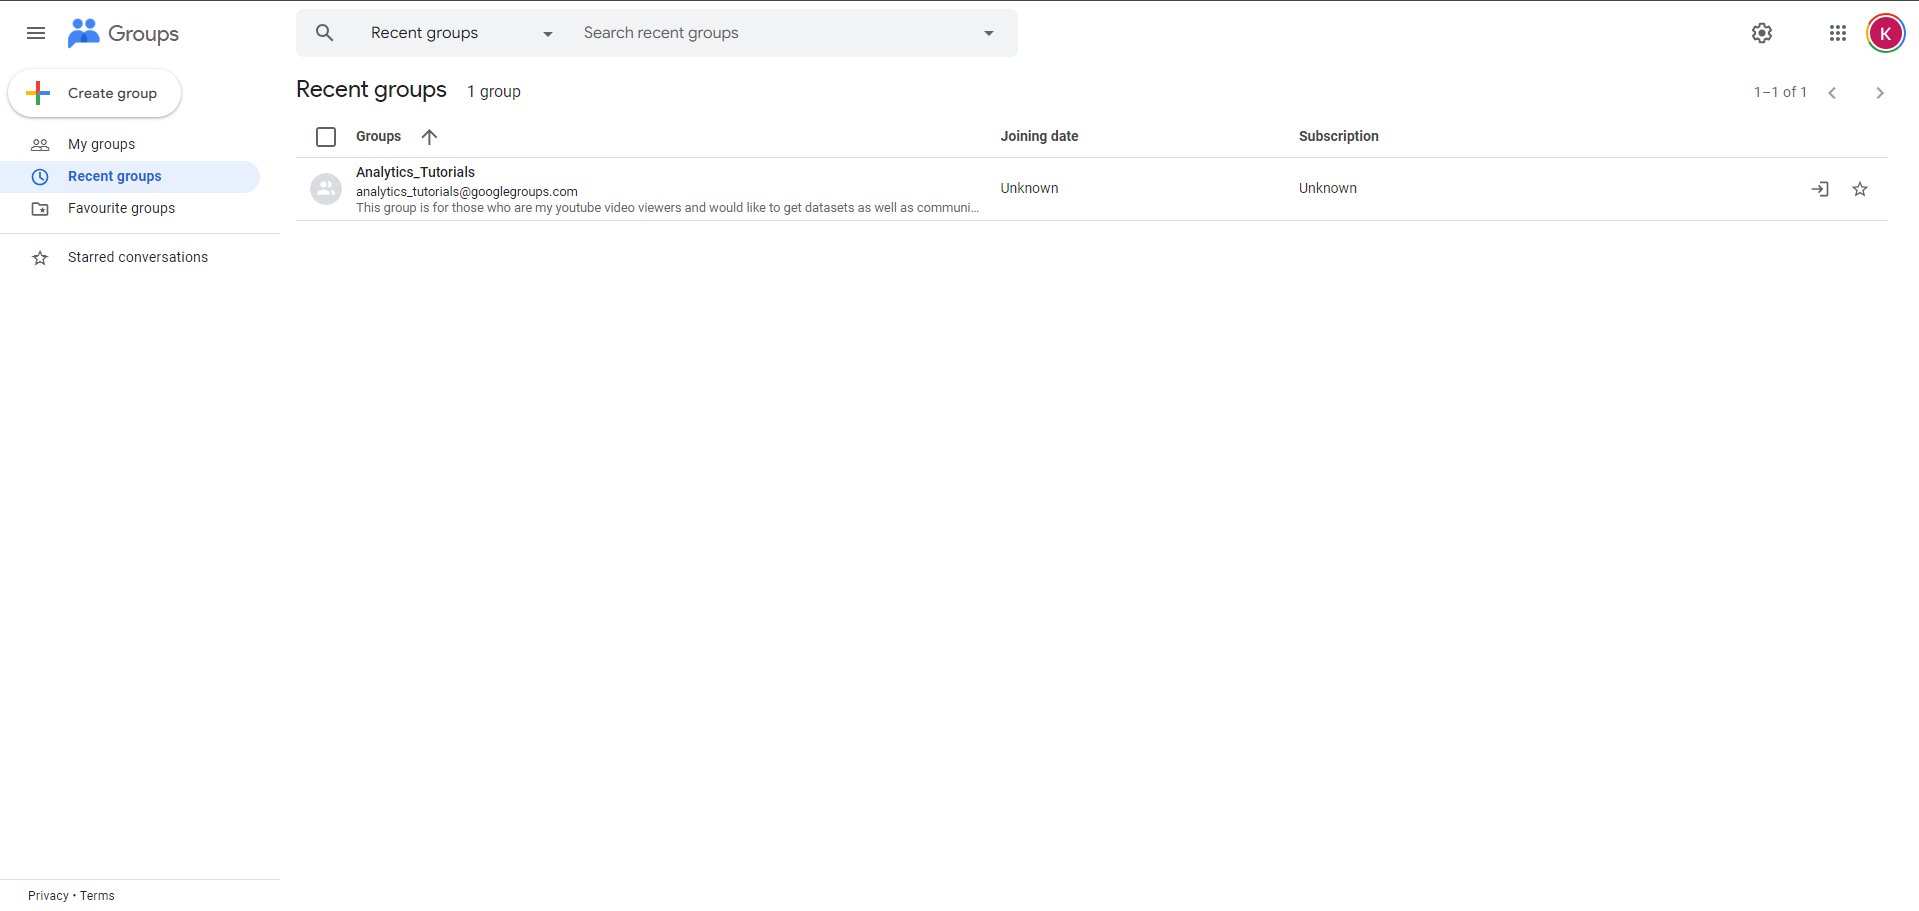 Groups
Recent groups
Search recent groups
K
Create group
My groups
Recent groups
Favourite groups
Starred conversations
Recent groups 1 group
1–1 of 1
Groups Joining date Subscription
Analytics_Tutorials
analytics_tutorials@googlegroups.com
This group is for those who are my youtube video viewers and would like to get datasets as well as communi...
Unknown Unknown
Privacy • Terms